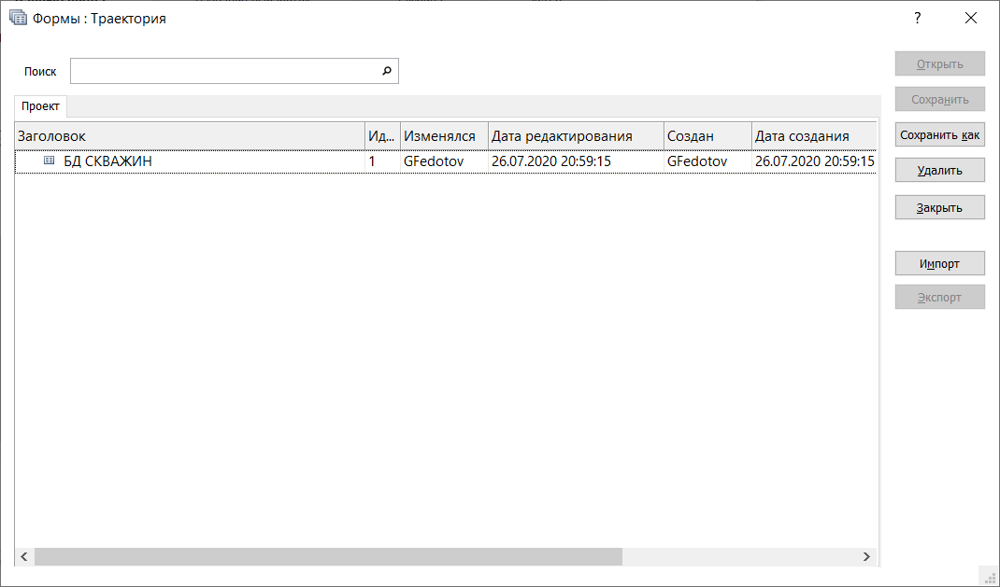 Формы : Траектория
?
Поиск
Открыть
Сохранить
Сохранить как
Удалить
Закрыть
Импорт
Экспорт
Проект
Заголовок Ид... Изменялся Дата редактирования Создан Дата создания
БД СКВАЖИН 1 GFedotov 26.07.2020 20:59:15 GFedotov 26.07.2020 20:59:15